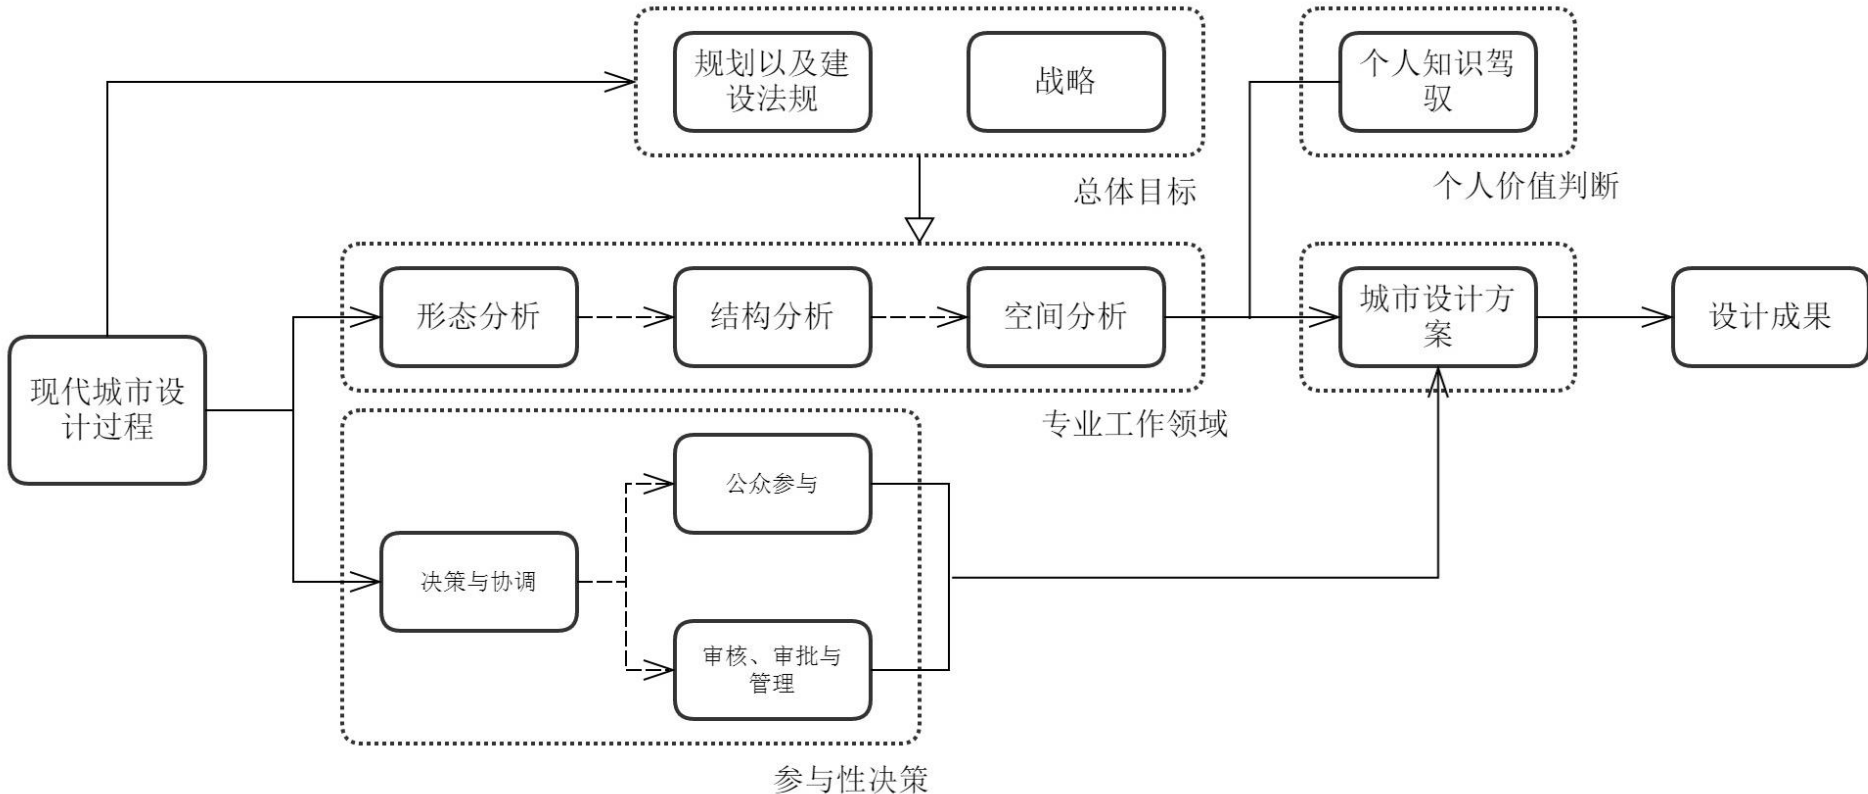 规划以及建
设法规
战略
个人知识驾
驭
总体目标
个人价值判断
形态分析
结构分析
空间分析
城市设计方
案
设计成果
现代城市设
计过程
专业工作领域
公众参与
决策与协调
审核、审批与
管理
参与性决策